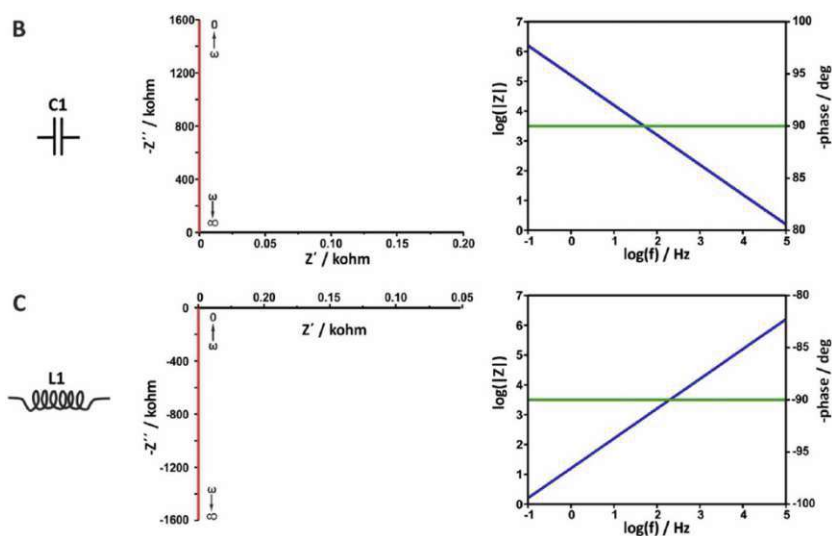 B
C1
-Z´´ / kohm
1600
1200
800
400
0
ω → 0
ω → ∞
0 0.05 0.10 0.15 0.20
Z´ / kohm
log(|Z|)
7
6
5
4
3
2
1
0
-1 0 1 2 3 4 5
log(f) / Hz
100
95
90
85
80
-phase / deg
C
L1
0 0.20 0.15 0.10 0.05
Z´ / kohm
-Z´´ / kohm
0
-400
-800
-1200
-1600
ω → 0
ω → ∞
log(|Z|)
7
6
5
4
3
2
1
0
-1 0 1 2 3 4 5
log(f) / Hz
-80
-85
-90
-95
-100
-phase / deg